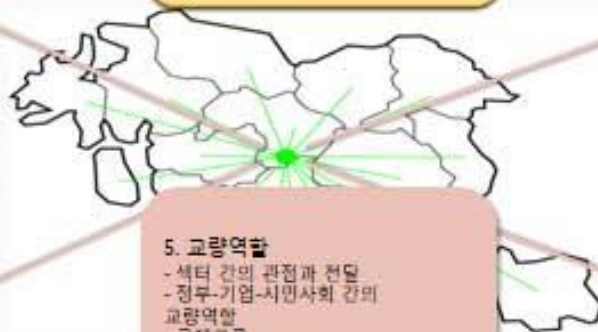 5. 교량역할
- 섹터 간의 관점과 전달
- 정부-기업-시민사회 간의
교량역할